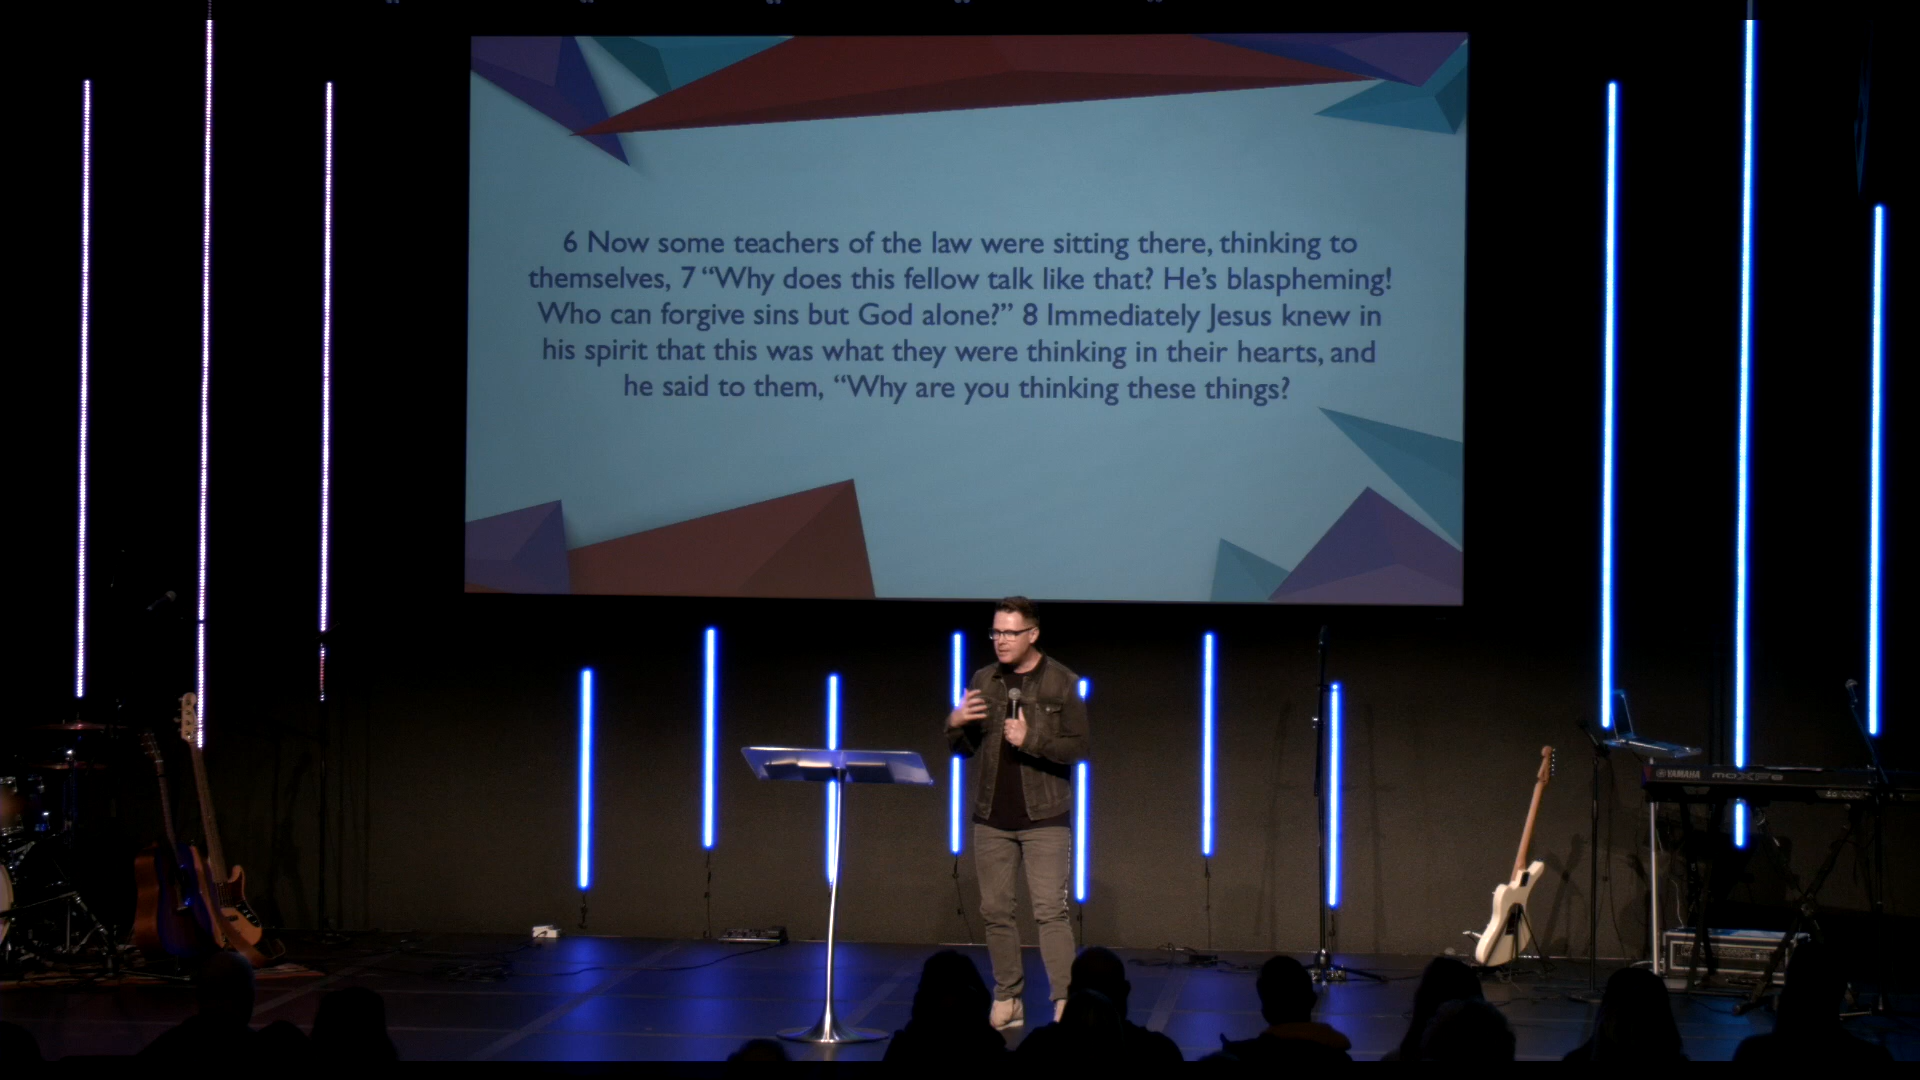 6 Now some teachers of the law were sitting there, thinking to
themselves, 7 “Why does this fellow talk like that? He’s blaspheming!
Who can forgive sins but God alone?” 8 Immediately Jesus knew in
his spirit that this was what they were thinking in their hearts, and
he said to them, “Why are you thinking these things?
YAMAHA MOXF8